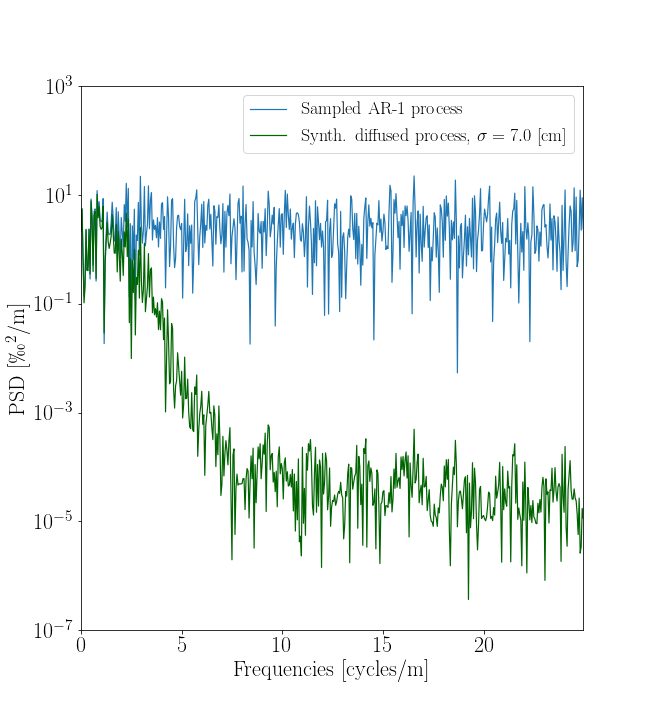 10³
Sampled AR-1 process
Synth. diffused process, σ = 7.0 [cm]
10¹
10⁻¹
PSD [‰²/m]
10⁻³
10⁻⁵
10⁻⁷
0 5 10 15 20
Frequencies [cycles/m]